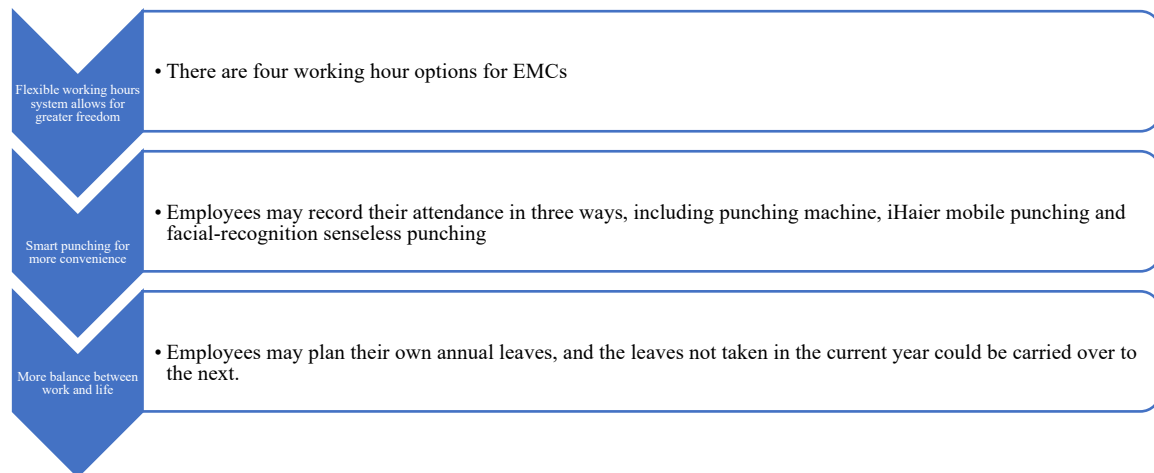 Flexible working hours
system allows for
greater freedom
• There are four working hour options for EMCs
Smart punching for
more convenience
• Employees may record their attendance in three ways, including punching machine, iHaier mobile punching and
facial-recognition senseless punching
More balance between
work and life
• Employees may plan their own annual leaves, and the leaves not taken in the current year could be carried over to
the next.